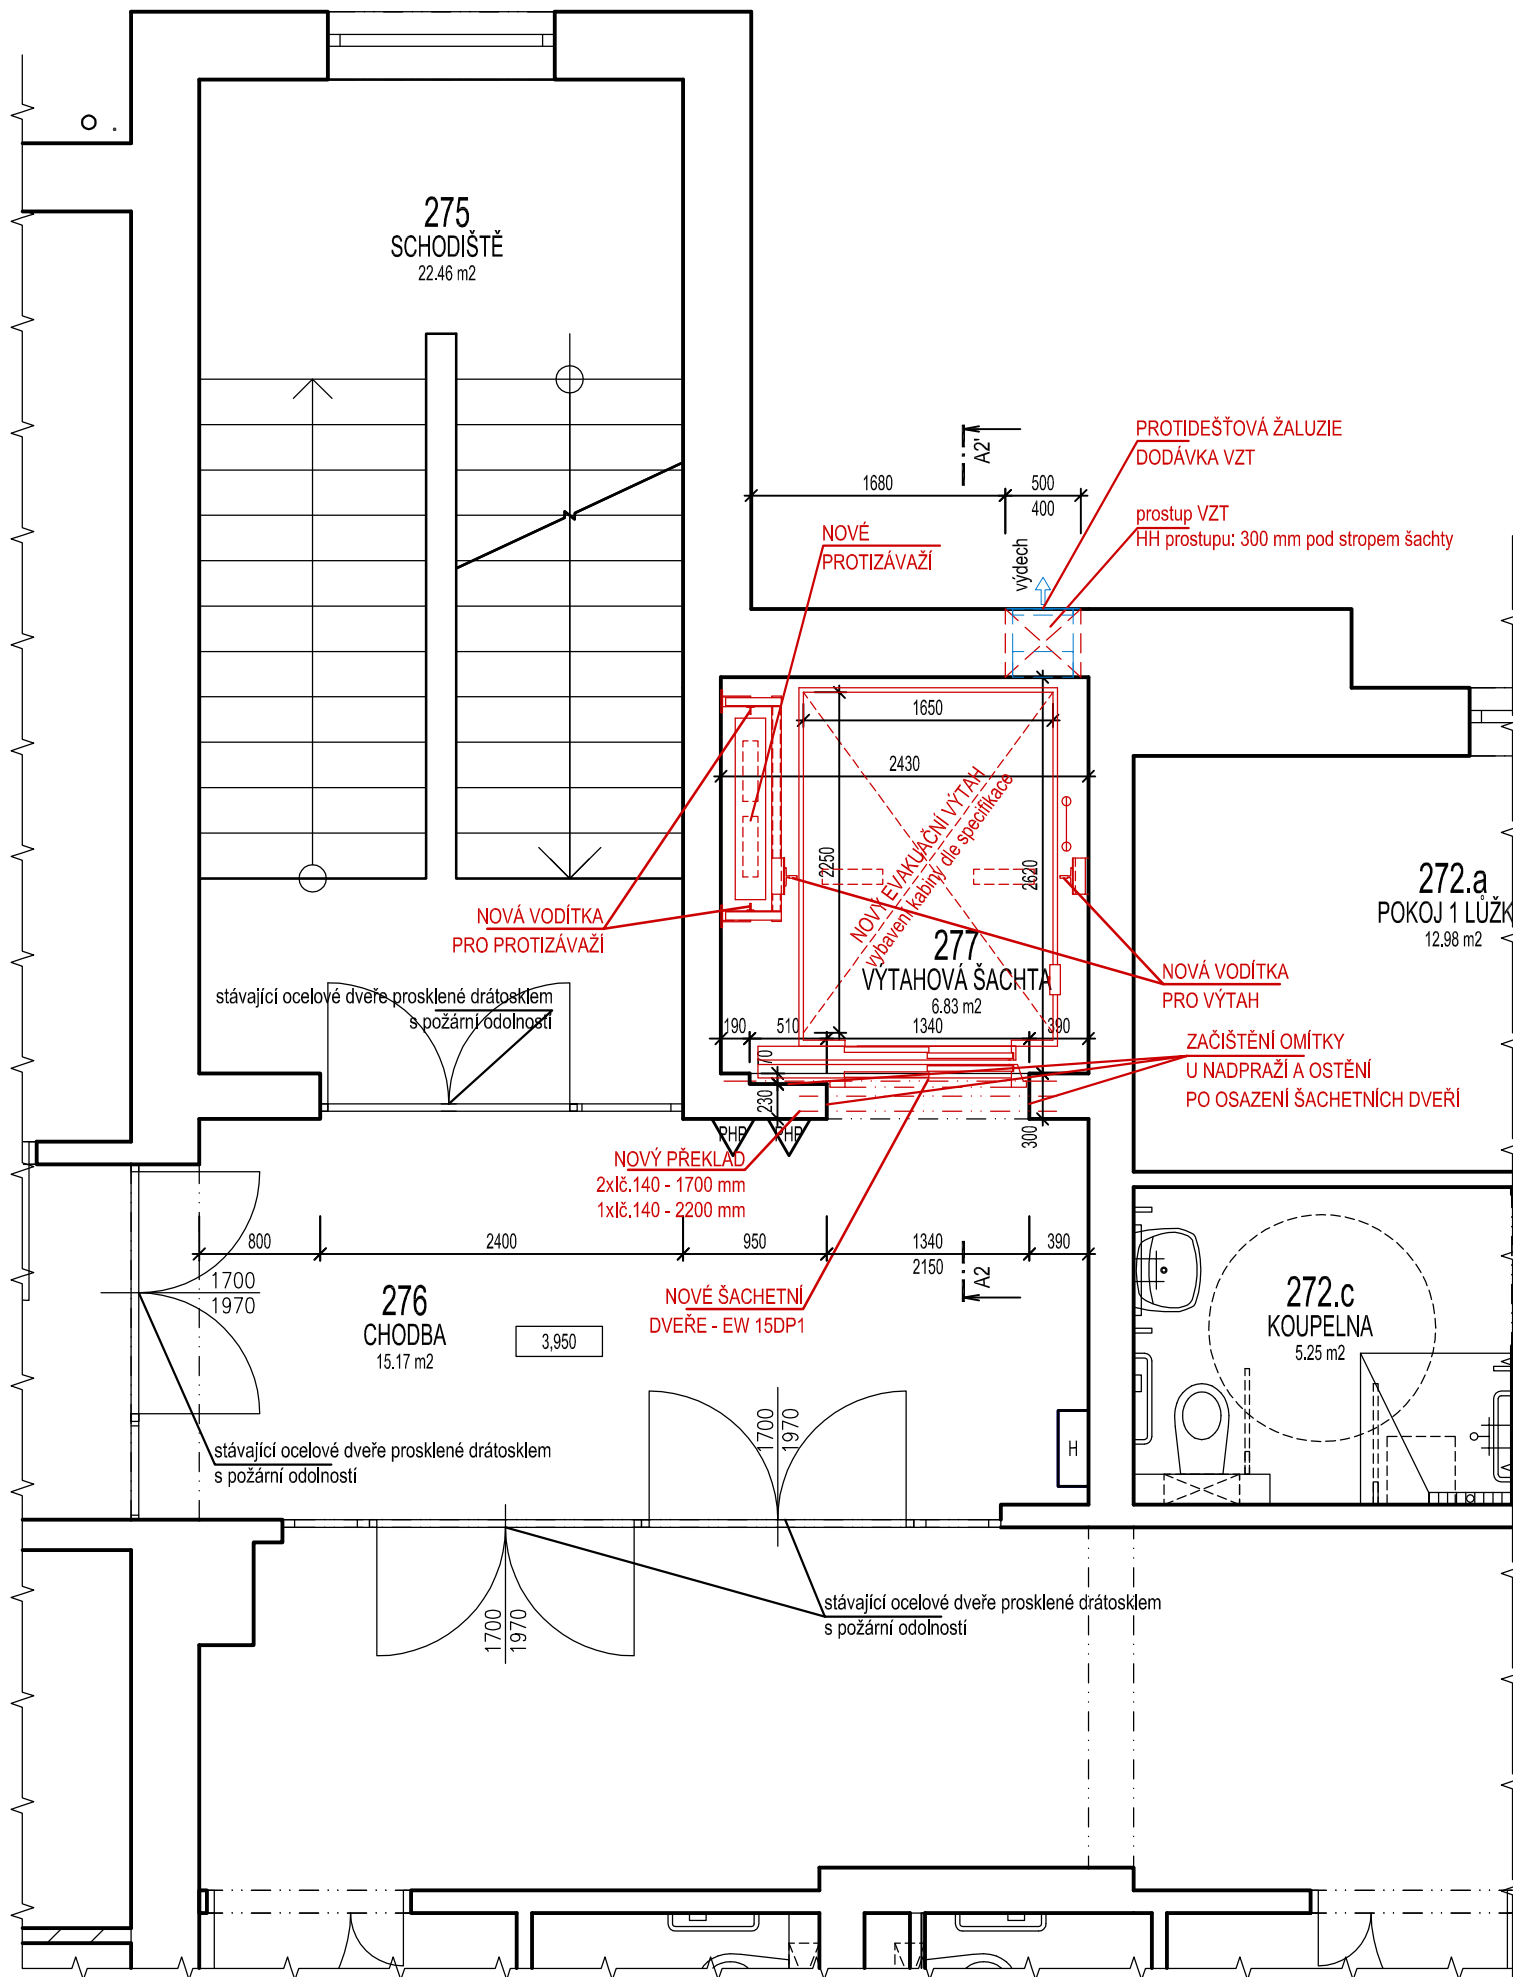 275
SCHODIŠTĚ
22.46 m2
A2'
PROTIDEŠŤOVÁ ŽALUZIE
DODÁVKA VZT
1680
500
400
prostup VZT
HH prostupu: 300 mm pod stropem šachty
NOVÉ
PROTIZÁVAŽÍ
výdech
1650
2430
NOVÝ EVAKUAČNÍ VÝTAH
vybavení kabiny dle specifikace
2250
2620
272.a
POKOJ 1 LŮŽK
12.98 m2
NOVÁ VODÍTKA
PRO PROTIZÁVAŽÍ
277
VÝTAHOVÁ ŠACHTA
6.83 m2
NOVÁ VODÍTKA
PRO VÝTAH
stávající ocelové dveře prosklené drátosklem
s požární odolností
190
510
1340
390
ZAČIŠTĚNÍ OMÍTKY
U NADPRAŽÍ A OSTĚNÍ
PO OSAZENÍ ŠACHETNÍCH DVEŘÍ
70
230
300
PHP
PHP
NOVÝ PŘEKLAD
2xIč.140 - 1700 mm
1xIč.140 - 2200 mm
800
2400
950
1340
2150
390
A2
1700
1970
276
CHODBA
15.17 m2
3,950
NOVÉ ŠACHETNÍ
DVEŘE - EW 15DP1
272.c
KOUPELNA
5.25 m2
1700
1970
H
stávající ocelové dveře prosklené drátosklem
s požární odolností
1700
1970
stávající ocelové dveře prosklené drátosklem
s požární odolností